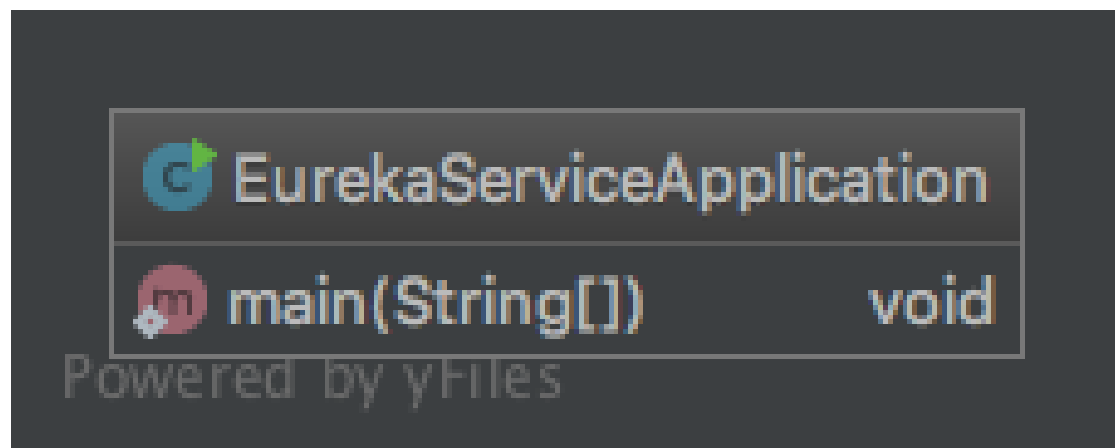 C EurekaServiceApplication
m main(String[]) void
Powered by yFiles